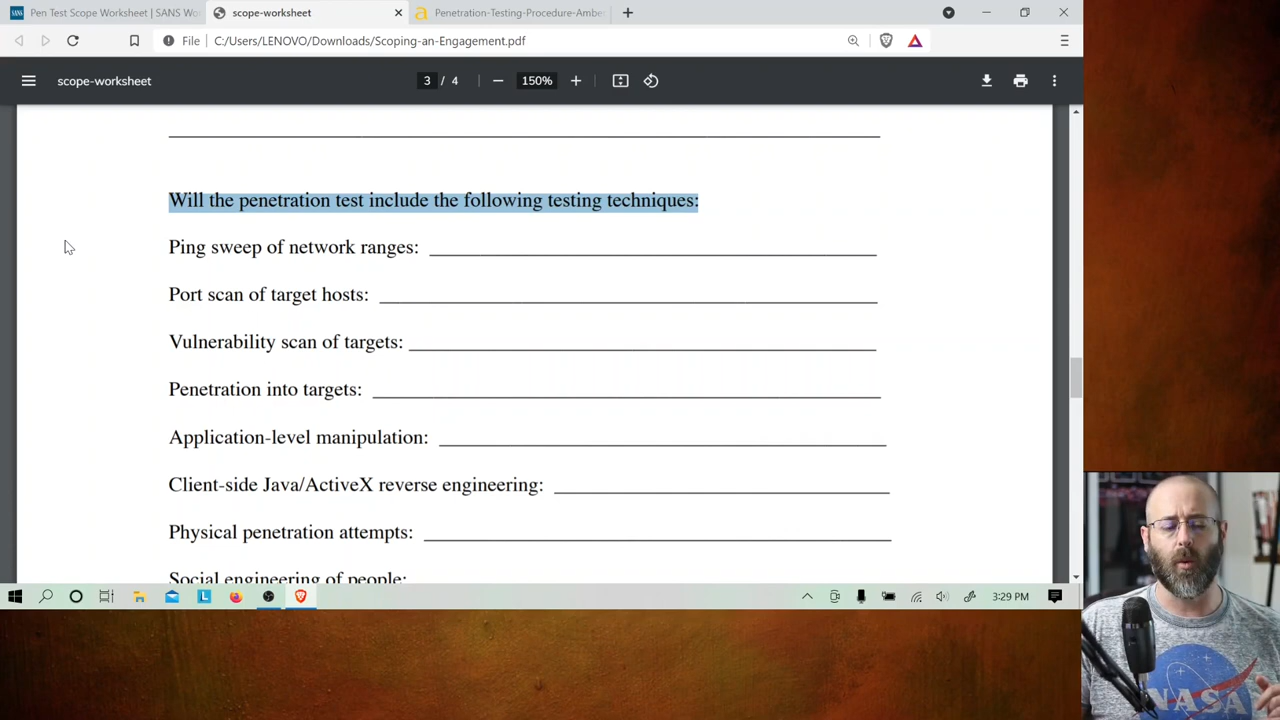 Pen Test Scope Worksheet | SANS Wo
scope-worksheet
Penetration-Testing-Procedure-Ambe
File
C:/Users/LENOVO/Downloads/Scoping-an-Engagement.pdf
scope-worksheet
3 / 4
150%
Will the penetration test include the following testing techniques:
Ping sweep of network ranges:
Port scan of target hosts:
Vulnerability scan of targets:
Penetration into targets:
Application-level manipulation:
Client-side Java/ActiveX reverse engineering:
Physical penetration attempts:
Social engineering of people:
3:29 PM
NASA